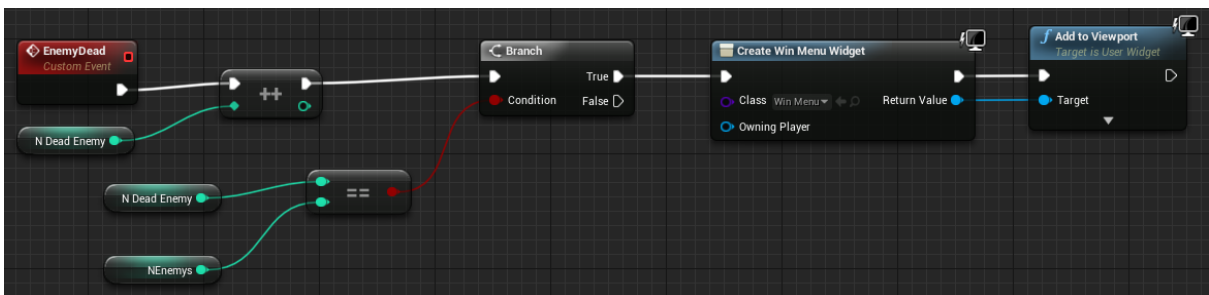 EnemyDead
Custom Event
N Dead Enemy
++
Branch
True
Condition
False
Create Win Menu Widget
Class
Win Menu
Return Value
Owning Player
f Add to Viewport
Target is User Widget
Target
N Dead Enemy
==
NEnemys